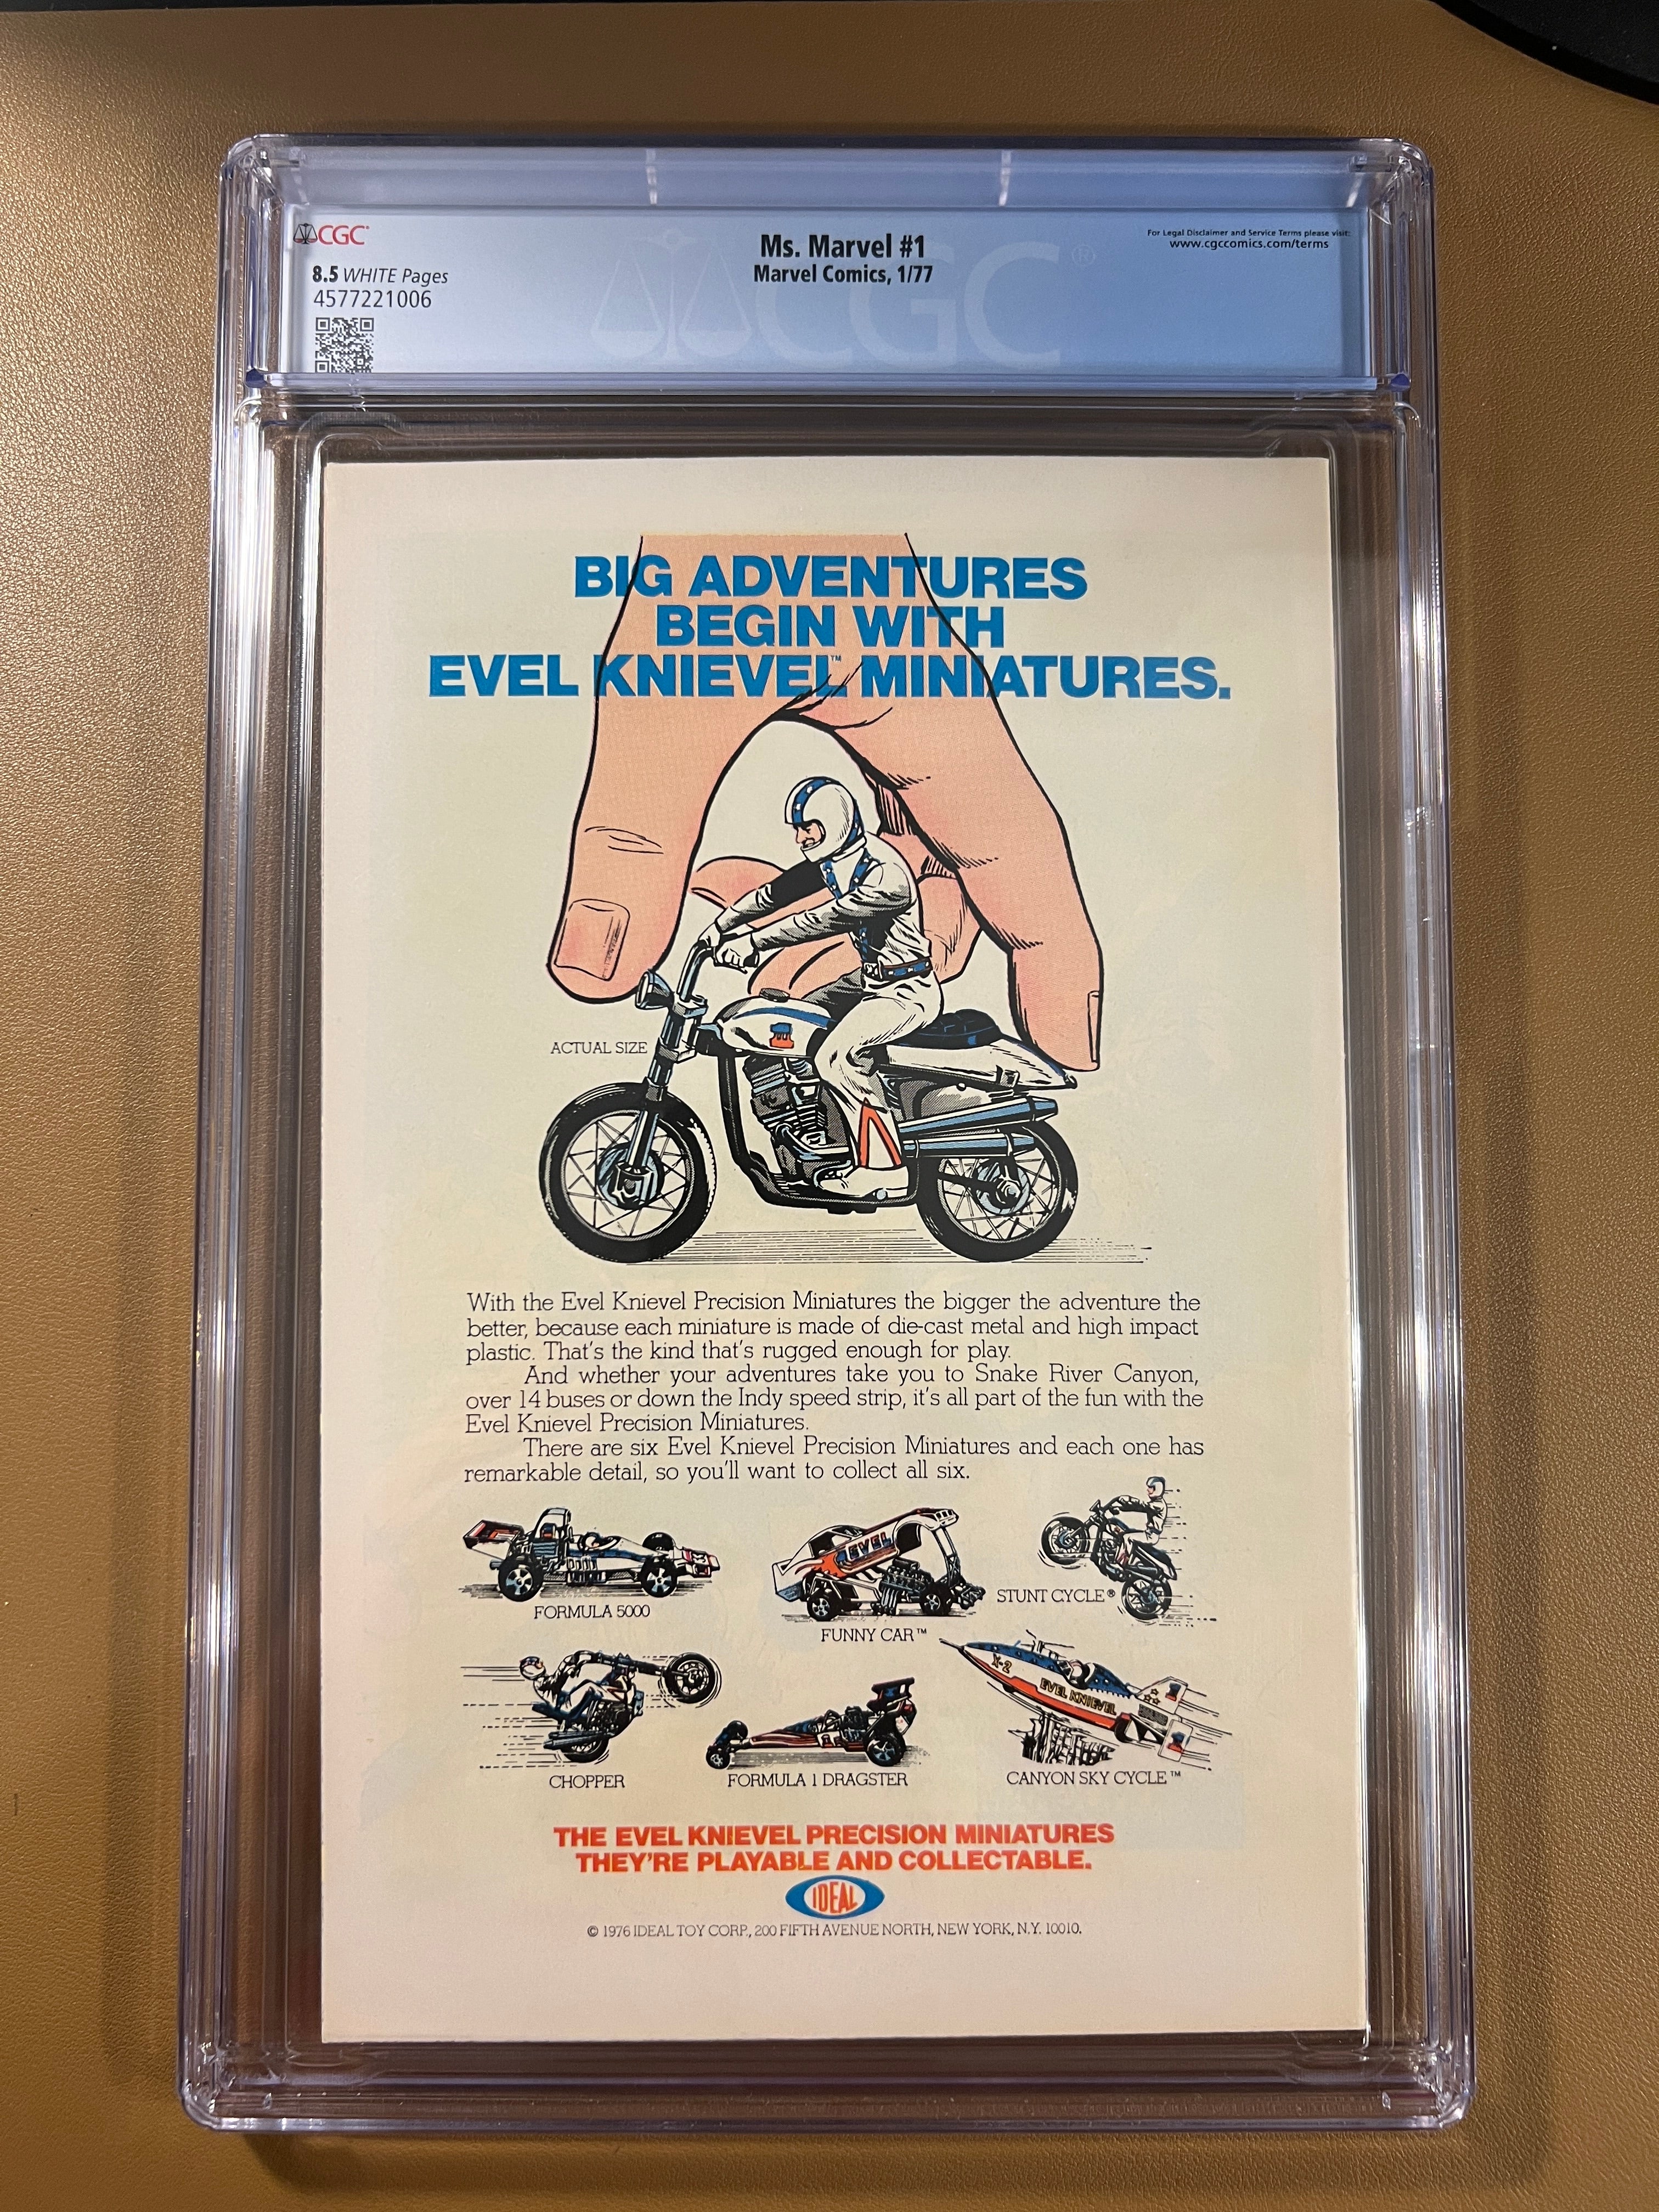 CGC
8.5 WHITE Pages
4577221006
Ms. Marvel #1
Marvel Comics, 1/77
For Legal Disclaimer and Service Terms please visit:
www.cgccomics.com/terms
CGC®
BIG ADVENTURES
BEGIN WITH
EVEL KNIEVEL™ MINIATURES.
ACTUAL SIZE
1
With the Evel Knievel Precision Miniatures the bigger the adventure the
better, because each miniature is made of die-cast metal and high impact
plastic. That's the kind that's rugged enough for play.
And whether your adventures take you to Snake River Canyon,
over 14 buses or down the Indy speed strip, it's all part of the fun with the
Evel Knievel Precision Miniatures.
There are six Evel Knievel Precision Miniatures and each one has
remarkable detail, so you'll want to collect all six.
FORMULA 5000
EVEL
FUNNY CAR™
STUNT CYCLE®
CHOPPER
FORMULA 1 DRAGSTER
X-2
EVEL KNIEVEL
CANYON SKY CYCLE™
THE EVEL KNIEVEL PRECISION MINIATURES
THEY'RE PLAYABLE AND COLLECTABLE.
IDEAL
© 1976 IDEAL TOY CORP., 200 FIFTH AVENUE NORTH, NEW YORK, N.Y. 10010.